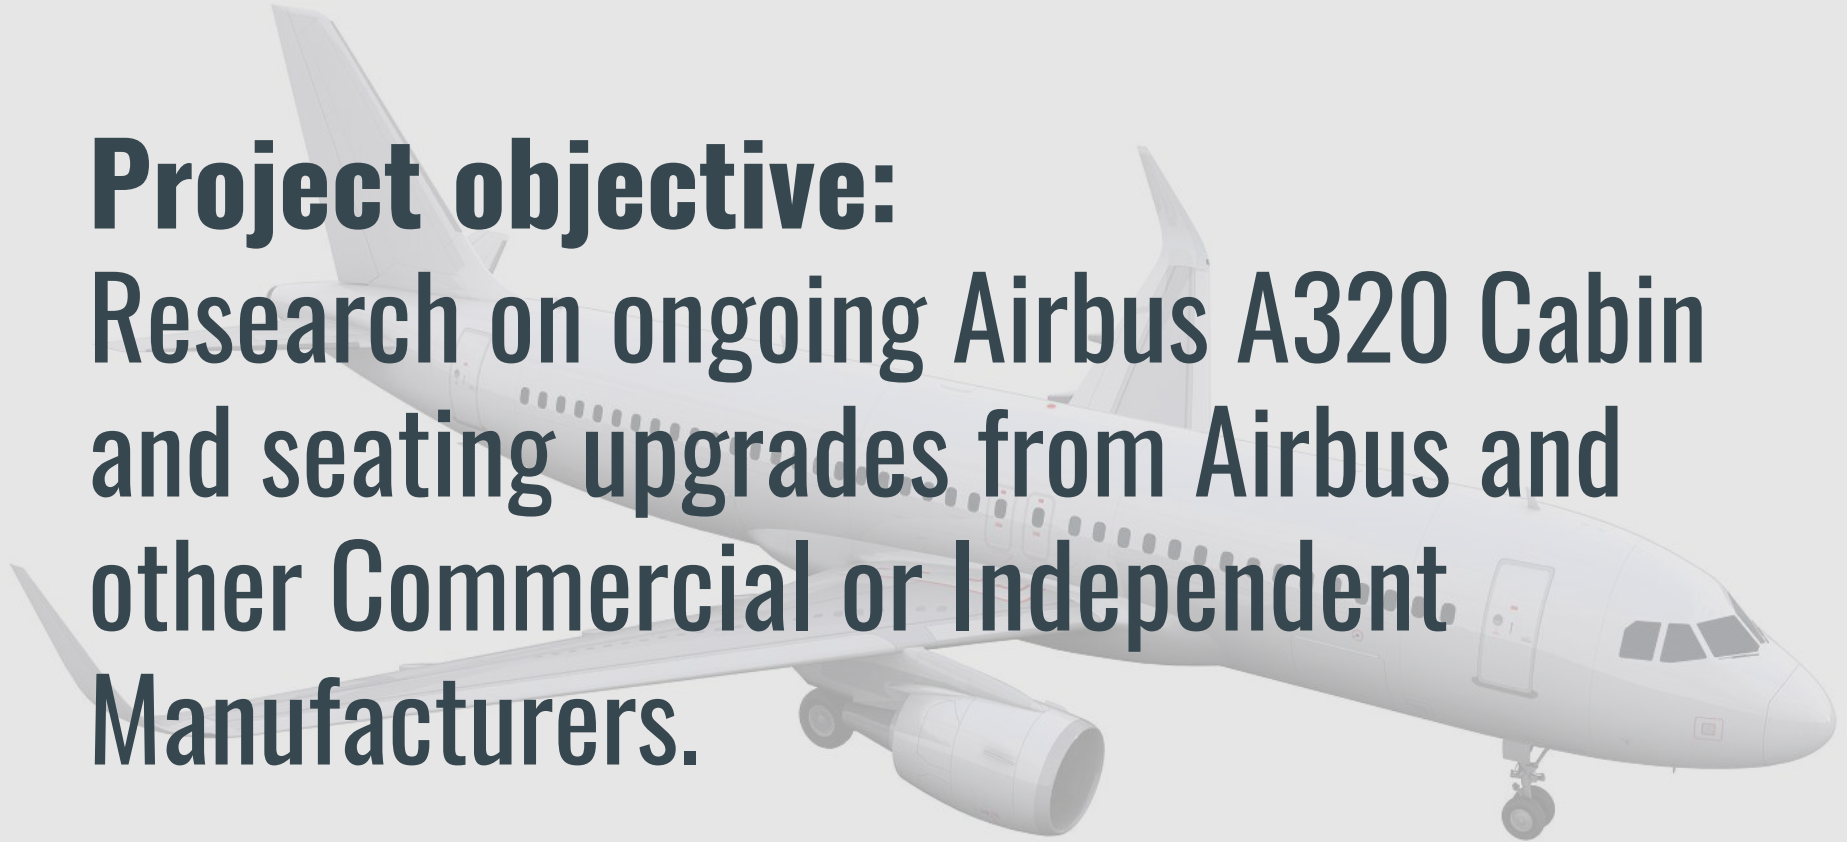 Project objective:
Research on ongoing Airbus A320 Cabin
and seating upgrades from Airbus and
other Commercial or Independent
Manufacturers.